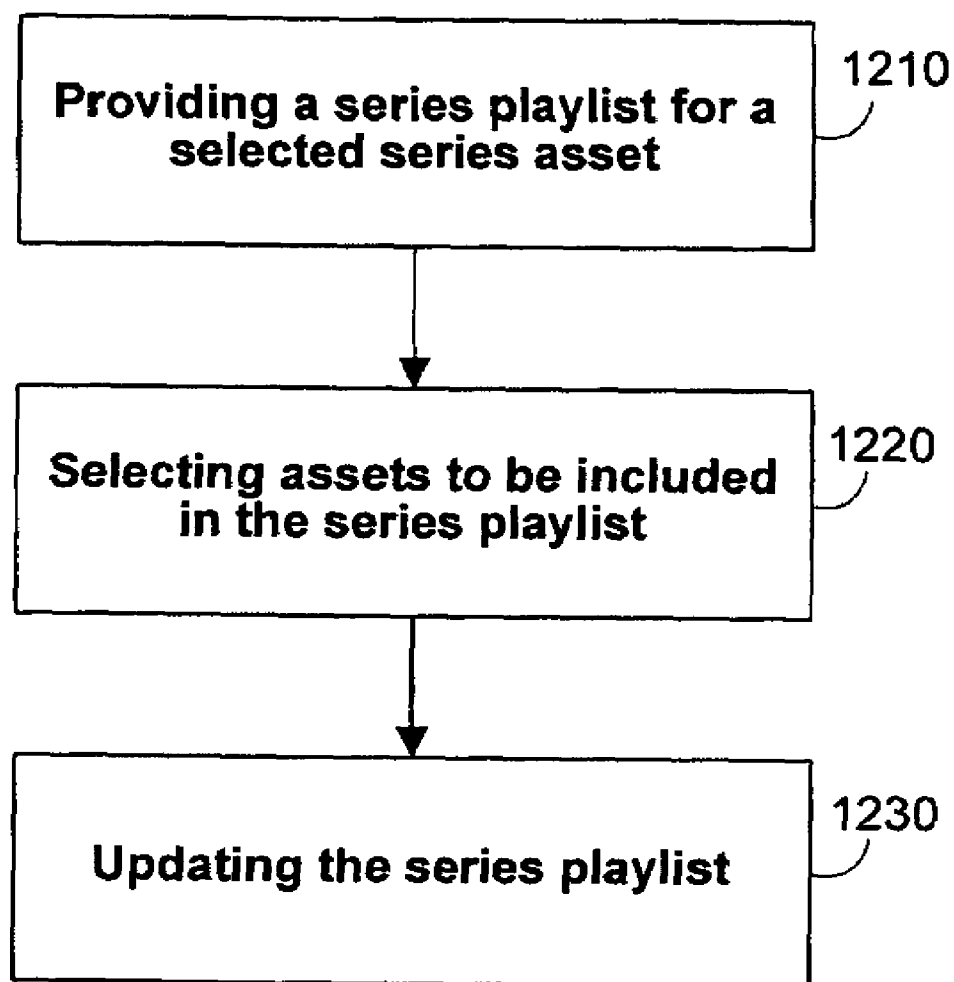 Providing a series playlist for a
selected series asset
1210
Selecting assets to be included
in the series playlist
1220
Updating the series playlist
1230